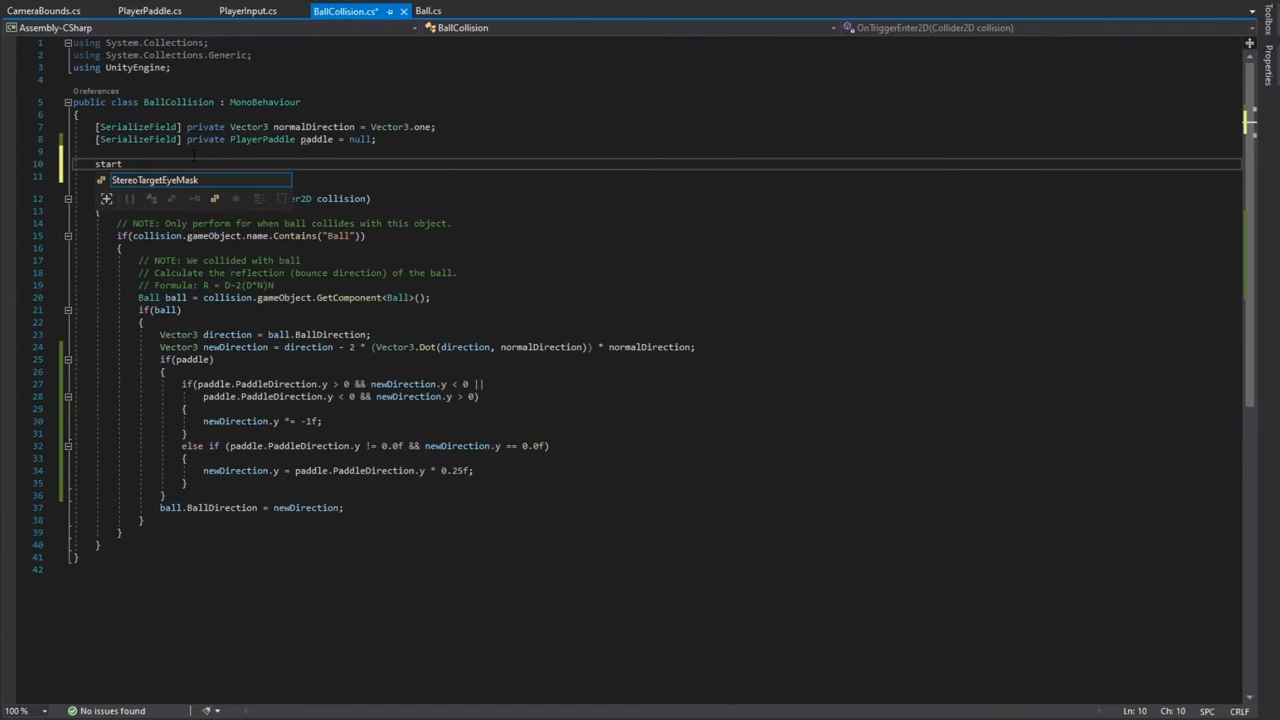 CameraBounds.cs PlayerPaddle.cs PlayerInput.cs BallCollision.cs* Ball.cs
Assembly-CSharp BallCollision OnTriggerEnter2D(Collider2D collision)
1 using System.Collections;
2 using System.Collections.Generic;
3 using UnityEngine;
4
0 references
5 public class BallCollision : MonoBehaviour
6 {
7 [SerializeField] private Vector3 normalDirection = Vector3.one;
8 [SerializeField] private PlayerPaddle paddle = null;
9
10 start
StereoTargetEyeMask
11
12 er2D collision)
13 {
14 // NOTE: Only perform for when ball collides with this object.
15 if(collision.gameObject.name.Contains("Ball"))
16 {
17 // NOTE: We collided with ball
18 // Calculate the reflection (bounce direction) of the ball.
19 // Formula: R = D-2(D*N)N
20 Ball ball = collision.gameObject.GetComponent<Ball>();
21 if(ball)
22 {
23 Vector3 direction = ball.BallDirection;
24 Vector3 newDirection = direction - 2 * (Vector3.Dot(direction, normalDirection)) * normalDirection;
25 if(paddle)
26 {
27 if(paddle.PaddleDirection.y > 0 && newDirection.y < 0 ||
28 paddle.PaddleDirection.y < 0 && newDirection.y > 0)
29 {
30 newDirection.y *= -1f;
31 }
32 else if (paddle.PaddleDirection.y != 0.0f && newDirection.y == 0.0f)
33 {
34 newDirection.y = paddle.PaddleDirection.y * 0.25f;
35 }
36 }
37 ball.BallDirection = newDirection;
38 }
39 }
40 }
41 }
42
100 % No issues found Ln: 10 Ch: 10 SPC CRLF
Toolbox
Properties